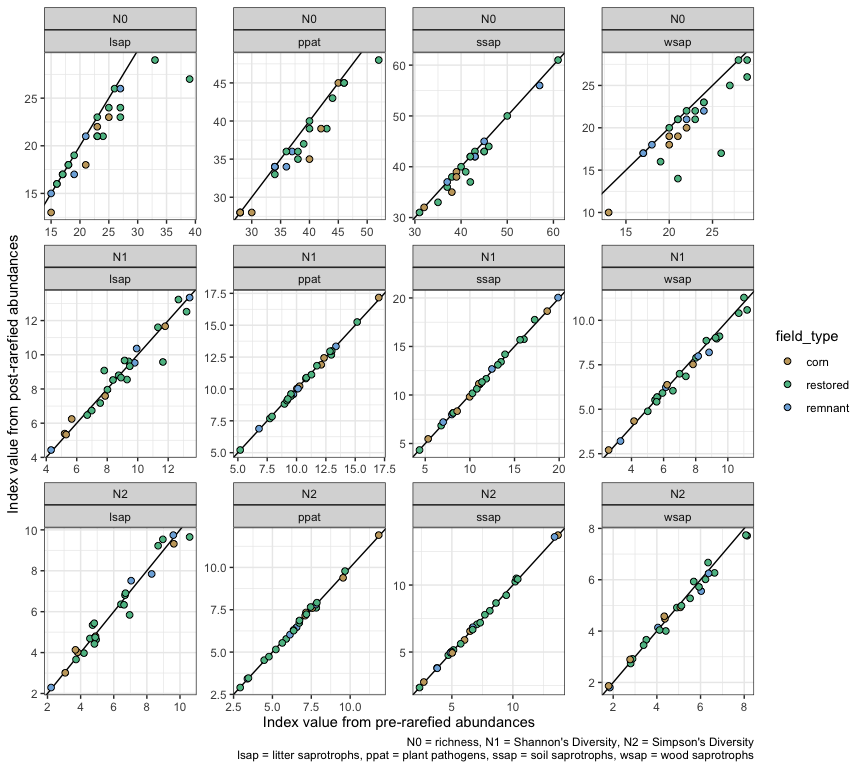 N0 N0 N0 N0
lsap ppat ssap wsap
25
20
15
45
40
35
30
60
50
40
30
25
20
15
10
15 20 25 30 35 40
30 35 40 45 50
30 40 50 60
15 20 25
N1 N1 N1 N1
lsap ppat ssap wsap
12
10
8
6
4
17.5
15.0
12.5
10.0
7.5
5.0
20
15
10
5
10.0
7.5
5.0
2.5
4 6 8 10 12
5.0 7.5 10.0 12.5 15.0 17.5
5 10 15 20
4 6 8 10
N2 N2 N2 N2
lsap ppat ssap wsap
10
8
6
4
2
10.0
7.5
5.0
2.5
10
5
8
6
4
2
2 4 6 8 10
2.5 5.0 7.5 10.0
5 10
2 4 6 8
Index value from post-rarefied abundances
Index value from pre-rarefied abundances
field_type
corn
restored
remnant
N0 = richness, N1 = Shannon's Diversity, N2 = Simpson's Diversity
lsap = litter saprotrophs, ppat = plant pathogens, ssap = soil saprotrophs, wsap = wood saprotrophs